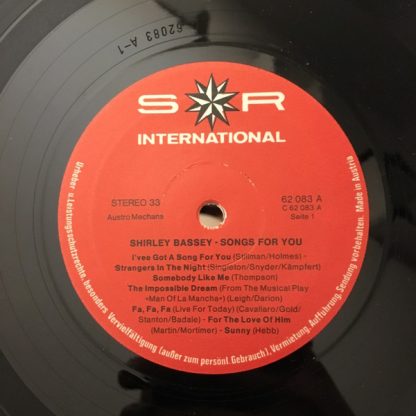 62083 A-1
S R
INTERNATIONAL
STEREO 33
62 083 A
C 62 083 A
Austro Mechana
Seite 1
SHIRLEY BASSEY - SONGS FOR YOU
I'vee Got A Song For You (Stillman/Holmes) -
Strangers In The Night (Singleton/Snyder/Kämpfert)
Somebody Like Me (Thompson)
The Impossible Dream (From The Musical Play
«Man Of La Mancha») (Leigh/Darion)
Fa, Fa, Fa (Live For Today) (Cavallaro/Gold/
Stanton/Badale) - For The Love Of Him
(Martin/Mortimer) - Sunny (Hebb)
Urheber u. Leistungsschutzrechte, besonders Vervielfältigung (außer zum persönl. Gebrauch), Vermietung, Aufführung, Sendung vorbehalten. Made in Austria